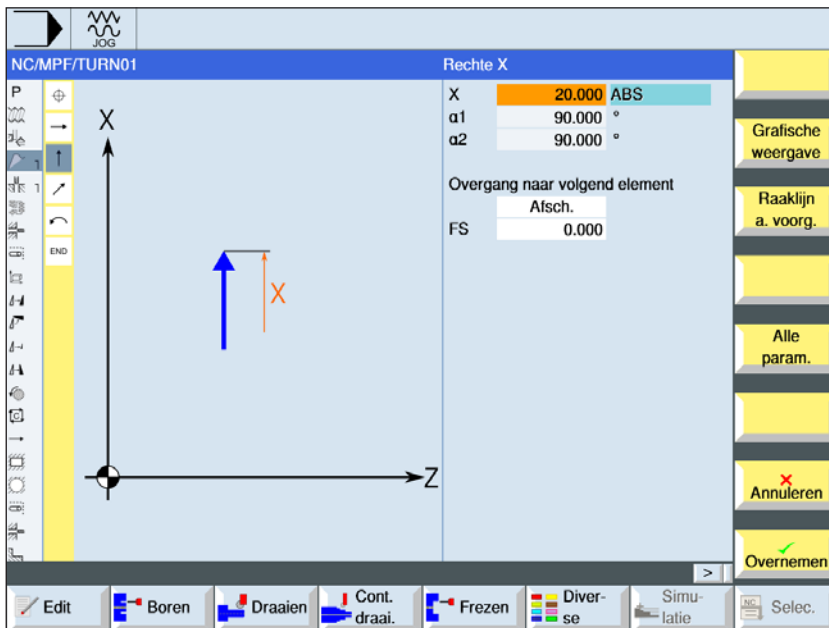 JOG
NC/MPF/TURN01
Rechte X
P
X 20.000 ABS
α1 90.000 °
α2 90.000 °
Overgang naar volgend element
Afsch.
FS 0.000
1
1
END
X
X
Z
Grafische
weergave
Raaklijn
a. voorg.
Alle
param.
Annuleren
Overnemen
>
Edit
Boren
Draaien
Cont.
draai.
Frezen
Diver-
se
Simu-
latie
NC
Selec.